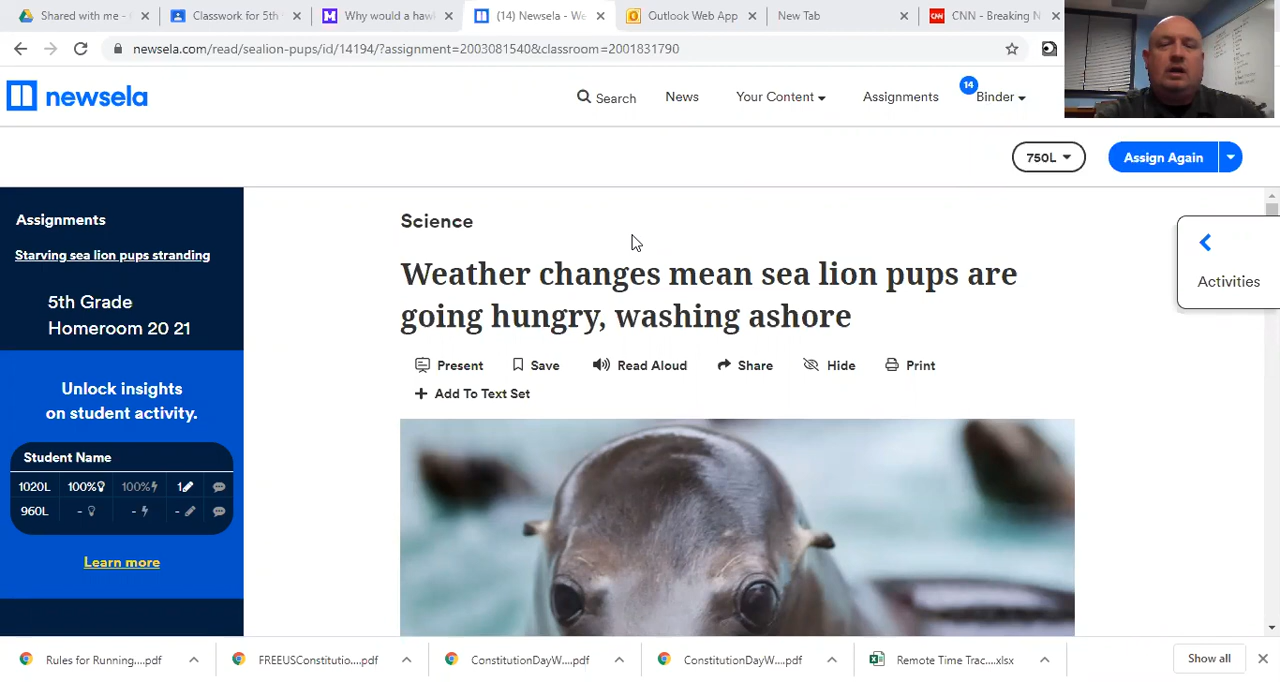 Shared with me -
Classwork for 5th
Why would a haw
(14) Newsela - We
Outlook Web App
New Tab
CNN - Breaking N
newsela.com/read/sealion-pups/id/14194/?assignment=2003081540&classroom=2001831790
newsela
Search
News
Your Content
Assignments
14
Binder
750L
Assign Again
Assignments
Starving sea lion pups stranding
5th Grade
Homeroom 20 21
Unlock insights
on student activity.
Student Name
1020L 100% 100% 1
960L - - -
Learn more
Science
Weather changes mean sea lion pups are
going hungry, washing ashore
Present Save Read Aloud Share Hide Print
+ Add To Text Set
Activities
Rules for Running....pdf
FREEUSConstitutio....pdf
ConstitutionDayW....pdf
ConstitutionDayW....pdf
Remote Time Trac....xlsx
Show all